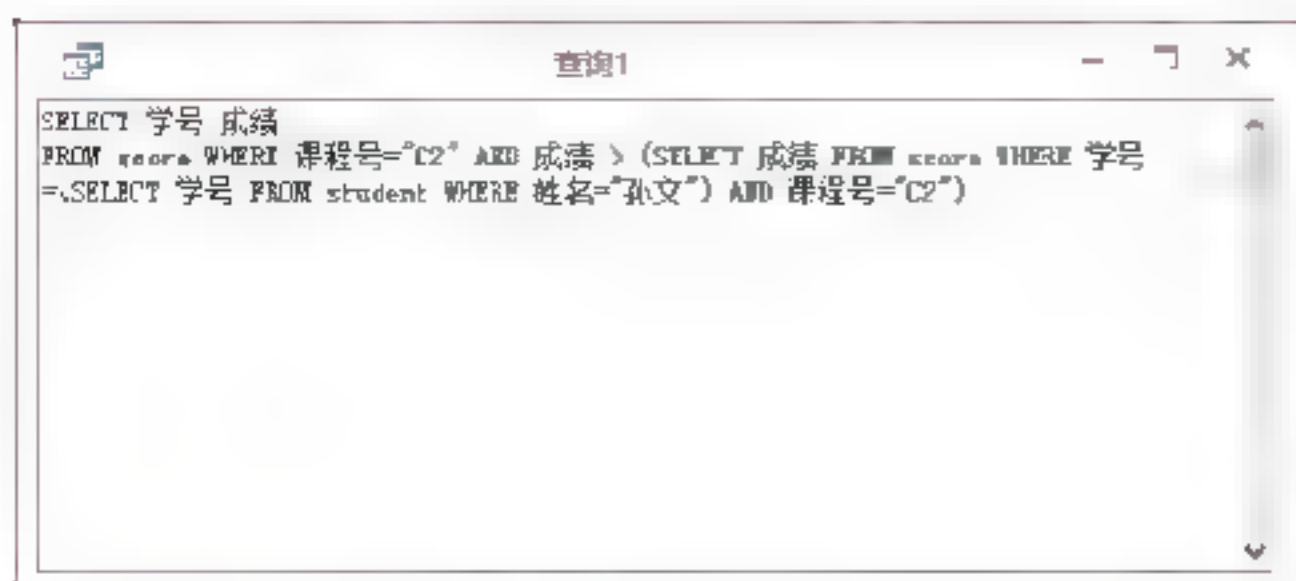 查询1
SELECT 学号 成绩
FROM score WHERE 课程号="C2" AND 成绩 > (SELECT 成绩 FROM score WHERE 学号
=(SELECT 学号 FROM student WHERE 姓名="孙文") AND 课程号="C2")